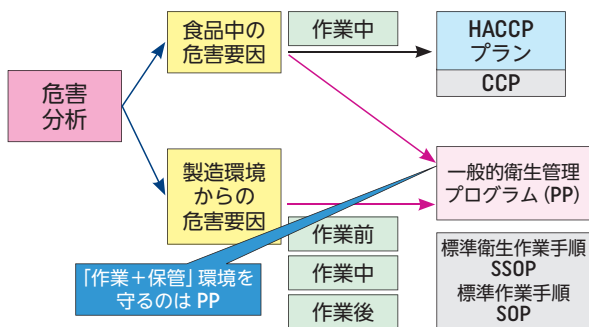 危害
分析
食品中の
危害要因
作業中
HACCP
プラン
CCP
製造環境
からの
危害要因
作業前
作業中
作業後
一般的衛生管理
プログラム(PP)
標準衛生作業手順
SSOP
標準作業手順
SOP
「作業+保管」環境を
守るのは PP